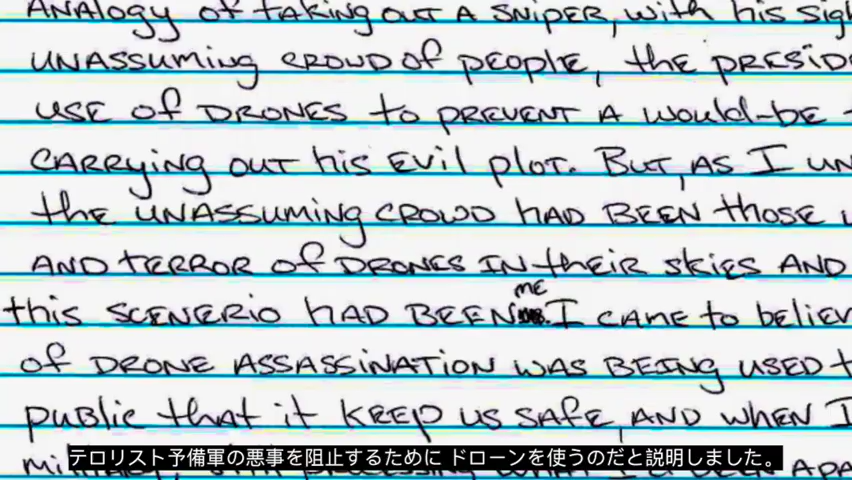 ANALOGY OF TAKING OUT A SNIPER, WITH HIS
UNASSUMING CROWD OF PEOPLE, THE
USE OF DRONES TO PREVENT A WOULD-BE
CARRYING OUT HIS EVIL PLOT. BUT, AS I
THE UNASSUMING CROWD HAD BEEN THOSE
AND TERROR OF DRONES IN THEIR SKIES AND
ME
THIS SCENERIO HAD BEEN I CAME TO
OF DRONE ASSASSINATION WAS BEING USED
PUBLIC THAT IT KEEP US SAFE, AND WHEN I
テロリスト予備軍の悪事を阻止するために ドローンを使うのだと説明しました。